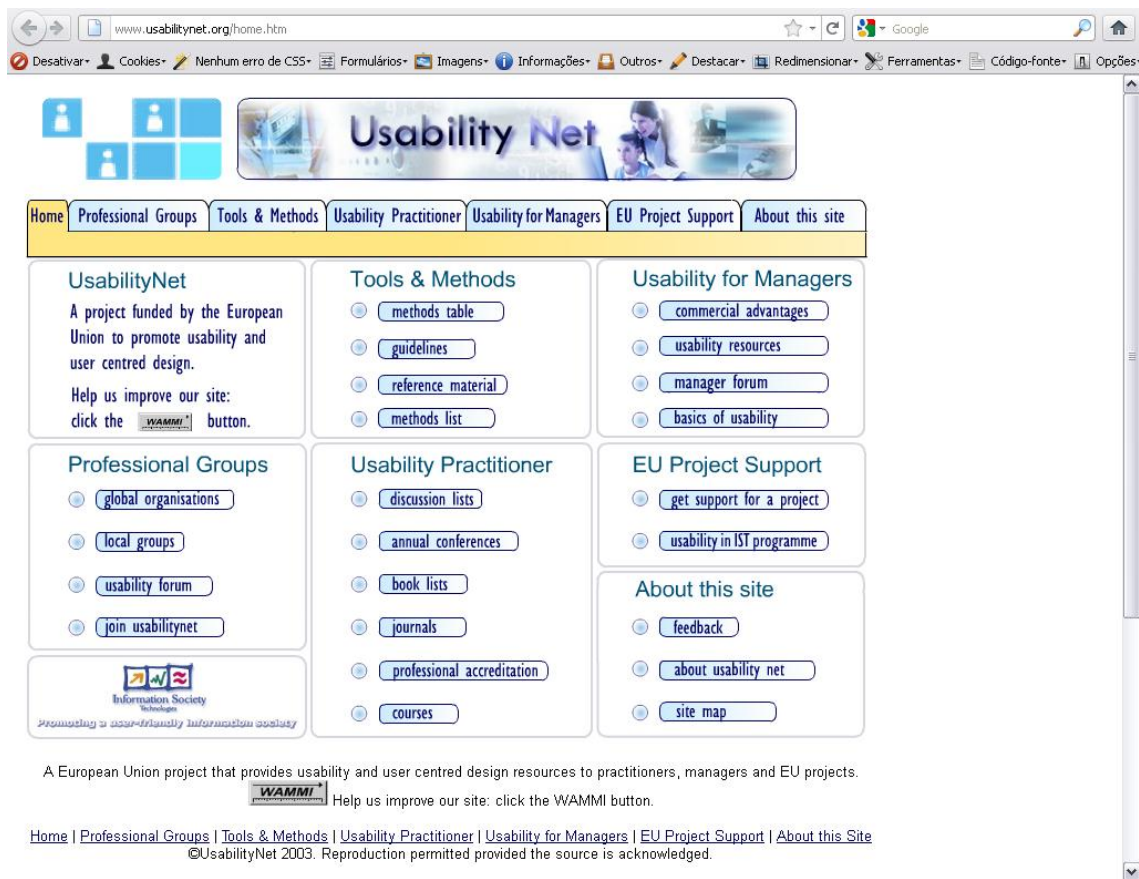 www.usabilitynet.org/home.htm
Google
Desativar Cookies Nenhum erro de CSS Formulários Imagens Informações Outros Destacar Redimensionar Ferramentas Código-fonte Opções
Usability Net
Home Professional Groups Tools & Methods Usability Practitioner Usability for Managers EU Project Support About this site
UsabilityNet
A project funded by the European
Union to promote usability and
user centred design.
Help us improve our site:
click the WAMMI button.
Tools & Methods
methods table
guidelines
reference material
methods list
Usability for Managers
commercial advantages
usability resources
manager forum
basics of usability
Professional Groups
global organisations
local groups
usability forum
join usabilitynet
Usability Practitioner
discussion lists
annual conferences
book lists
journals
professional accreditation
courses
EU Project Support
get support for a project
usability in IST programme
About this site
feedback
about usability net
site map
Information Society
Technologies
Promoting a user-friendly Information society
A European Union project that provides usability and user centred design resources to practitioners, managers and EU projects.
WAMMI Help us improve our site: click the WAMMI button.
Home | Professional Groups | Tools & Methods | Usability Practitioner | Usability for Managers | EU Project Support | About this Site
©UsabilityNet 2003. Reproduction permitted provided the source is acknowledged.